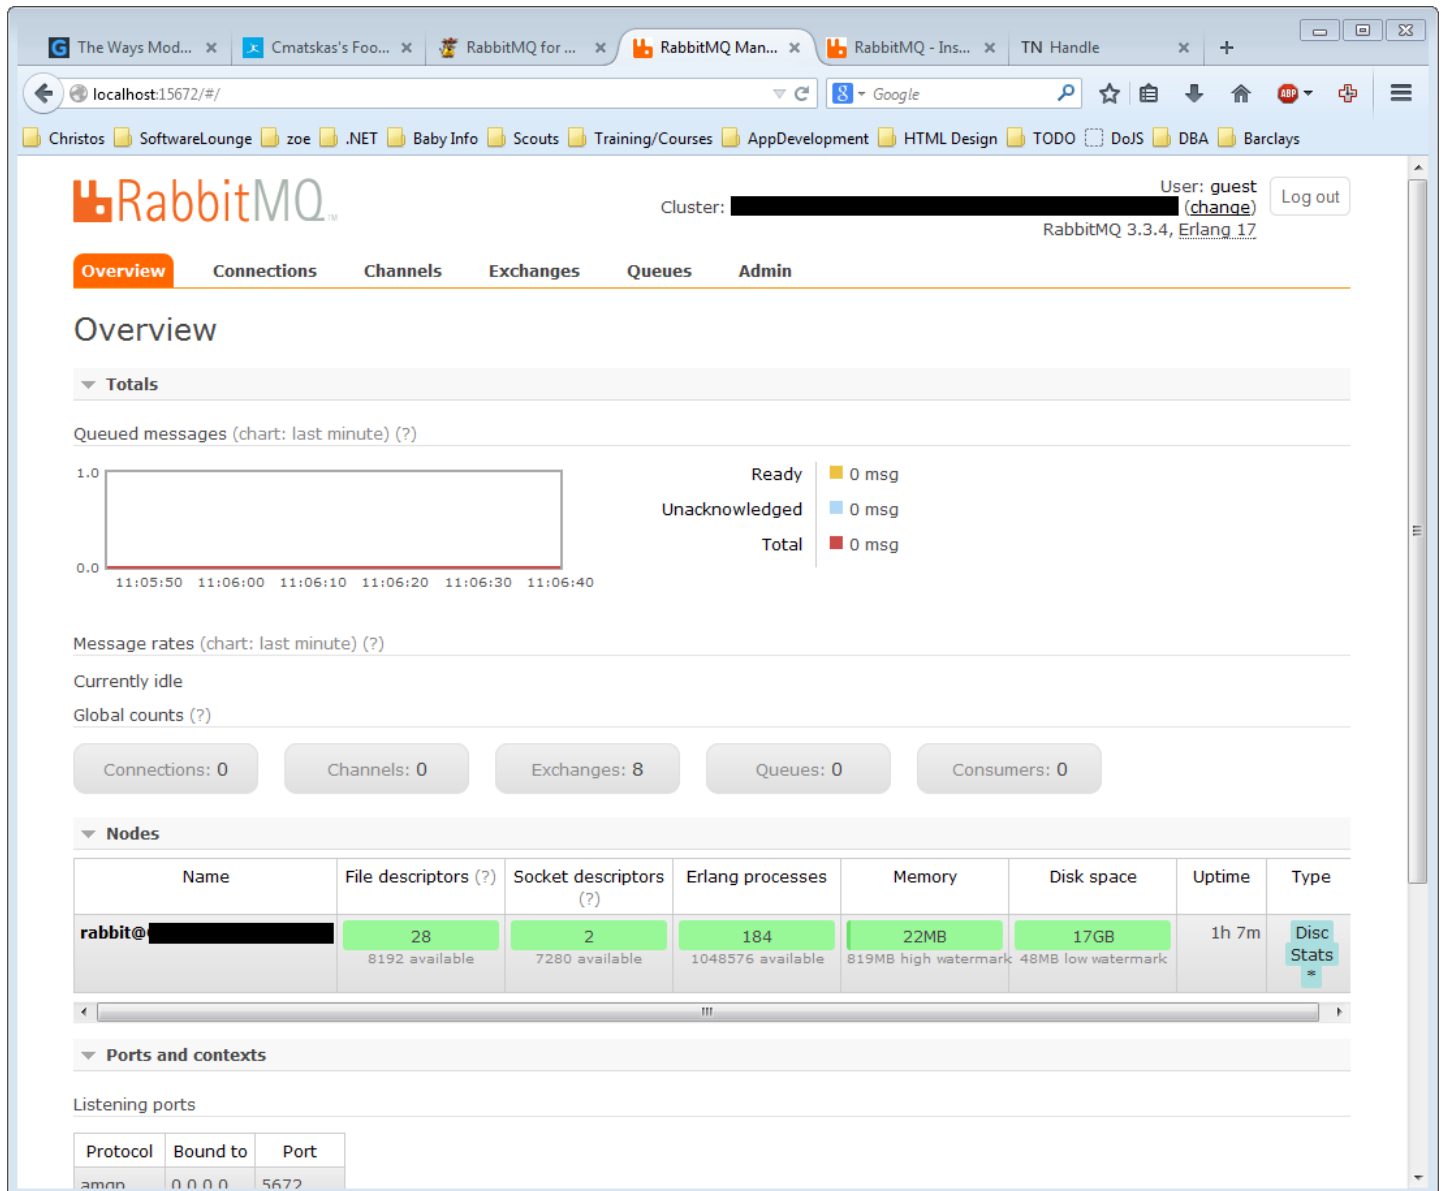 The Ways Mod... Cmatskas's Foo... RabbitMQ for ... RabbitMQ Man... RabbitMQ - Ins... TN Handle
localhost:15672/#/ Google ABP
Christos SoftwareLounge zoe .NET Baby Info Scouts Training/Courses AppDevelopment HTML Design TODO DoJS DBA Barclays
RabbitMQ TM
User: guest
Cluster: (change)
Log out
RabbitMQ 3.3.4, Erlang 17
Overview Connections Channels Exchanges Queues Admin
Overview
Totals
Queued messages (chart: last minute) (?)
1.0
0.0
11:05:50 11:06:00 11:06:10 11:06:20 11:06:30 11:06:40
Ready 0 msg
Unacknowledged 0 msg
Total 0 msg
Message rates (chart: last minute) (?)
Currently idle
Global counts (?)
Connections: 0 Channels: 0 Exchanges: 8 Queues: 0 Consumers: 0
Nodes
Name File descriptors (?) Socket descriptors (?) Erlang processes Memory Disk space Uptime Type
rabbit@ 28 2 184 22MB 17GB 1h 7m Disc
8192 available 7280 available 1048576 available 819MB high watermark 48MB low watermark Stats
*
Ports and contexts
Listening ports
Protocol Bound to Port
amqp 0.0.0.0 5672